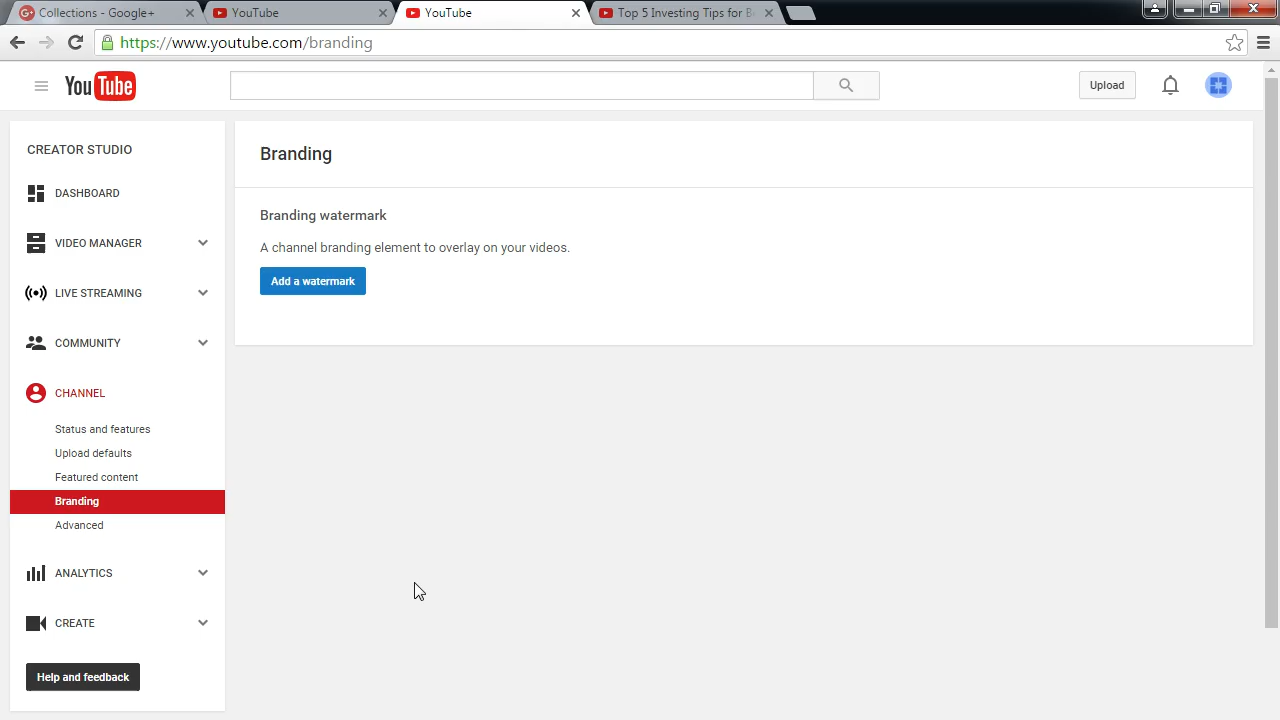 Collections - Google+
YouTube
YouTube
Top 5 Investing Tips for B
https://www.youtube.com/branding
YouTube
Upload
CREATOR STUDIO
DASHBOARD
VIDEO MANAGER
LIVE STREAMING
COMMUNITY
CHANNEL
Status and features
Upload defaults
Featured content
Branding
Advanced
ANALYTICS
CREATE
Help and feedback
Branding
Branding watermark
A channel branding element to overlay on your videos.
Add a watermark